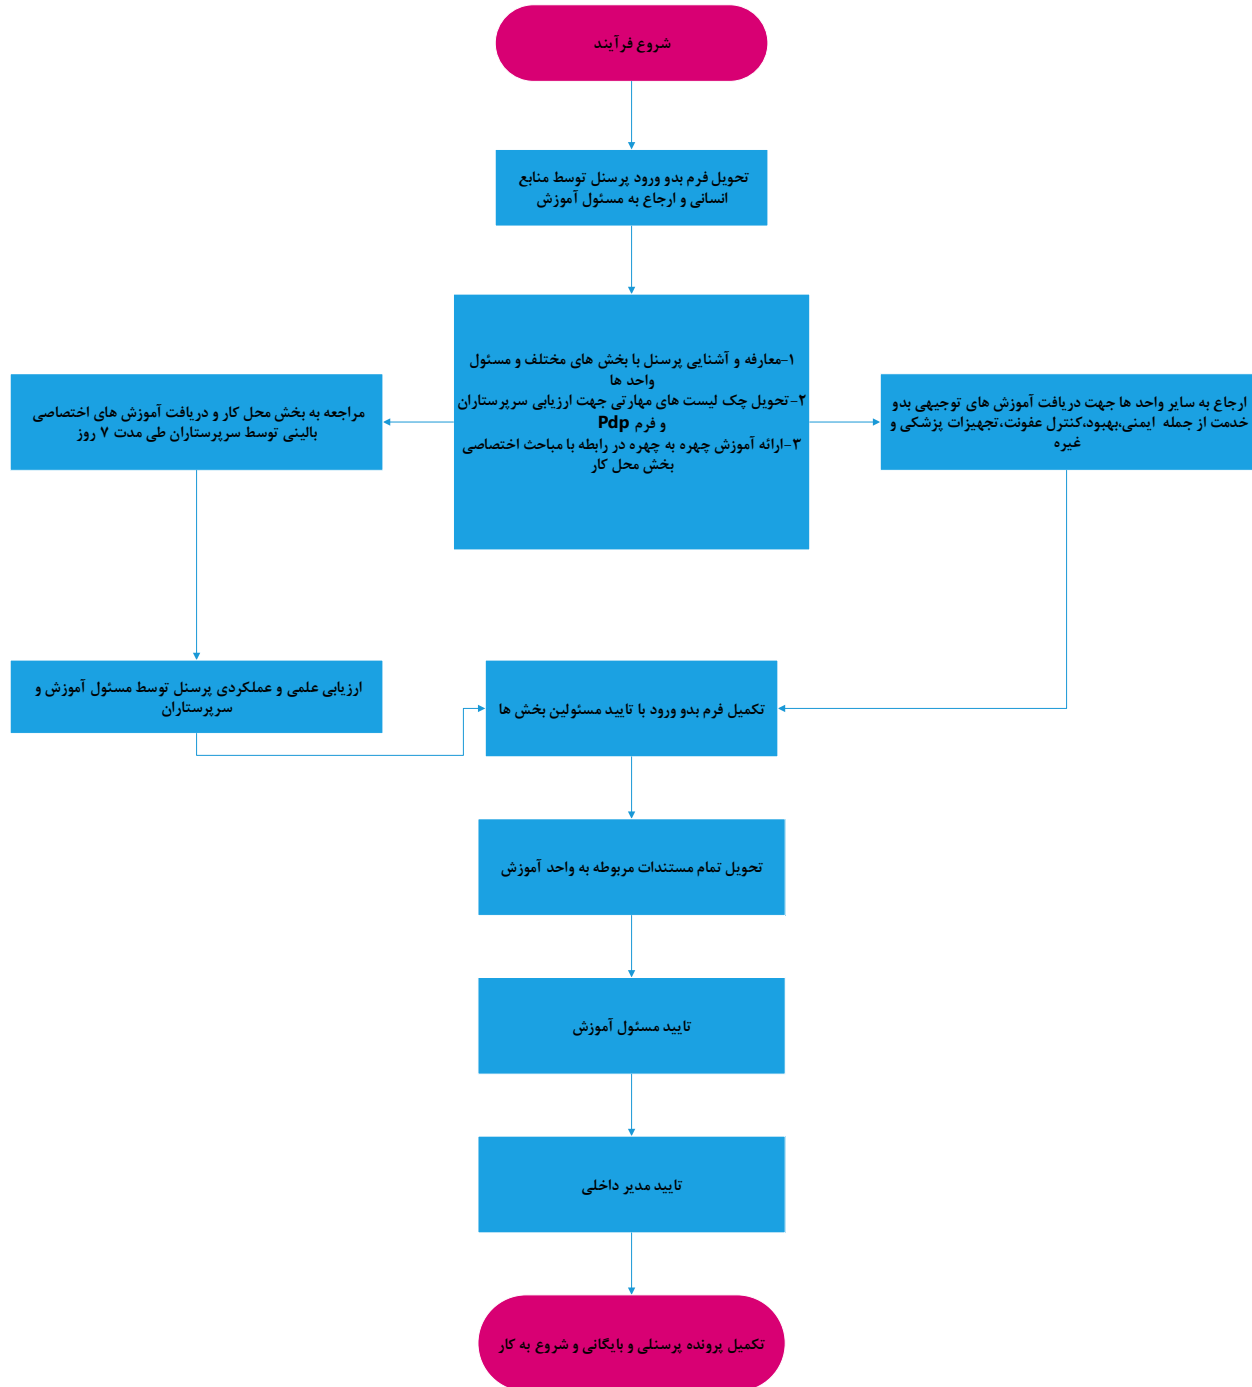 شروع فرآیند
تحویل فرم بدو ورود پرسنل توسط منابع
انسانی و ارجاع به مسئول آموزش
۱-معارفه و آشنایی پرسنل با بخش های مختلف و مسئول
واحد ها
۲-تحویل چک لیست های مهارتی جهت ارزیابی سرپرستاران
و فرم Pdp
۳-ارائه آموزش چهره به چهره در رابطه با مباحث اختصاصی
بخش محل کار
ارجاع به سایر واحد ها جهت دریافت آموزش های توجیهی بدو
خدمت از جمله ایمنی،بهبود،کنترل عفونت،تجهیزات پزشکی و
غیره
مراجعه به بخش محل کار و دریافت آموزش های اختصاصی
بالینی توسط سرپرستاران طی مدت ۷ روز
ارزیابی علمی و عملکردی پرسنل توسط مسئول آموزش و
سرپرستاران
تکمیل فرم بدو ورود با تایید مسئولین بخش ها
تحویل تمام مستندات مربوطه به واحد آموزش
تایید مسئول آموزش
تایید مدیر داخلی
تکمیل پرونده پرسنلی و بایگانی و شروع به کار